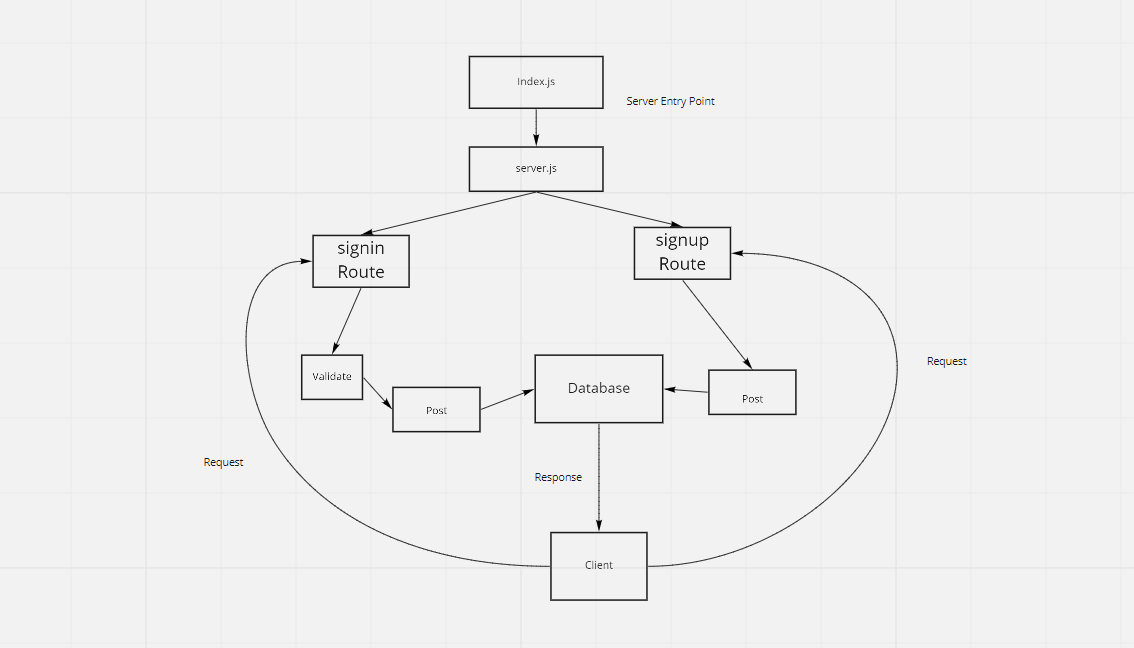 Index.js
Server Entry Point
server.js
signin
Route
signup
Route
Validate
Post
Database
Post
Request
Request
Response
Client